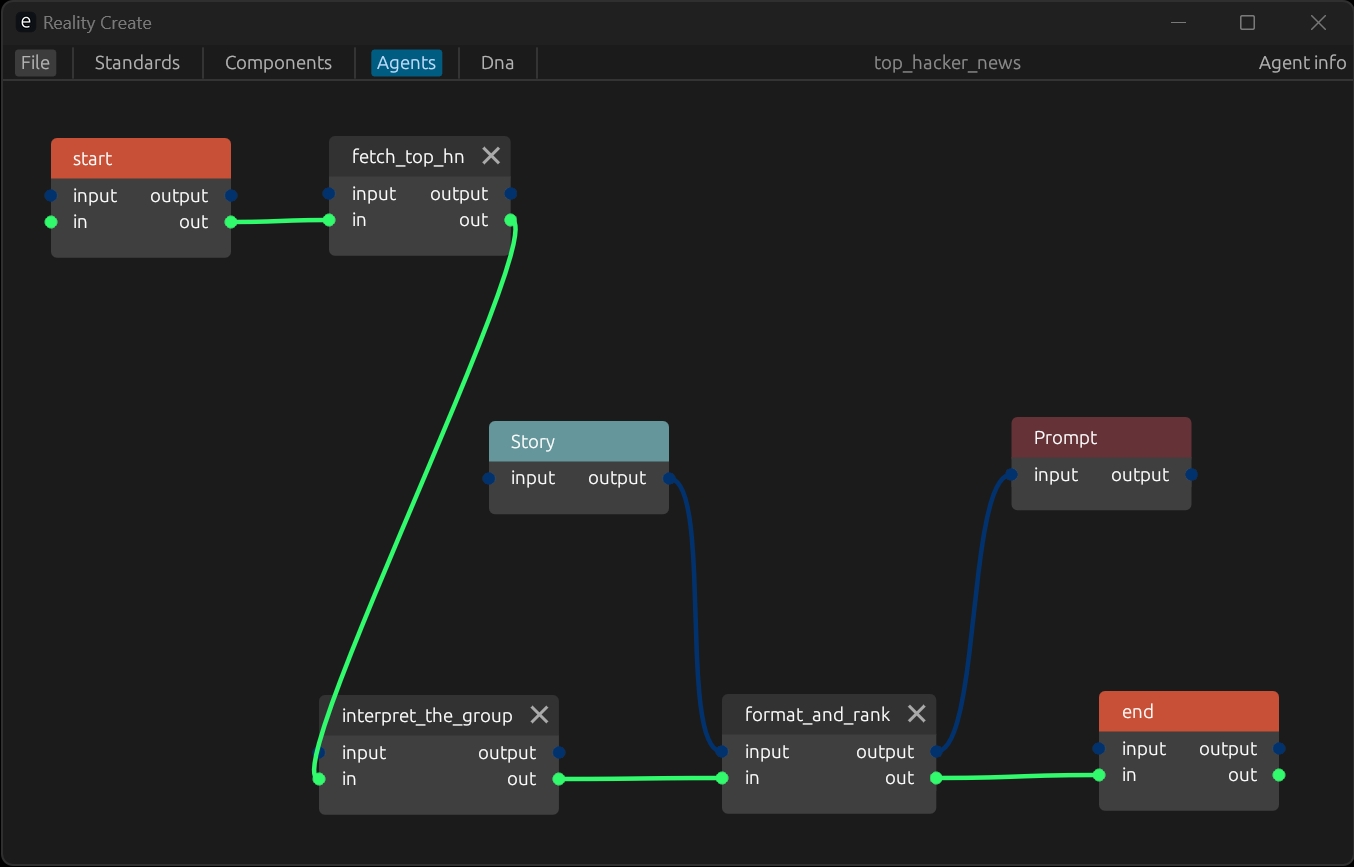 e Reality Create
File Standards Components Agents Dna top_hacker_news Agent info
start
input output
in out
fetch_top_hn
input output
in out
Story
input output
Prompt
input output
interpret_the_group
input output
in out
format_and_rank
input output
in out
end
input output
in out